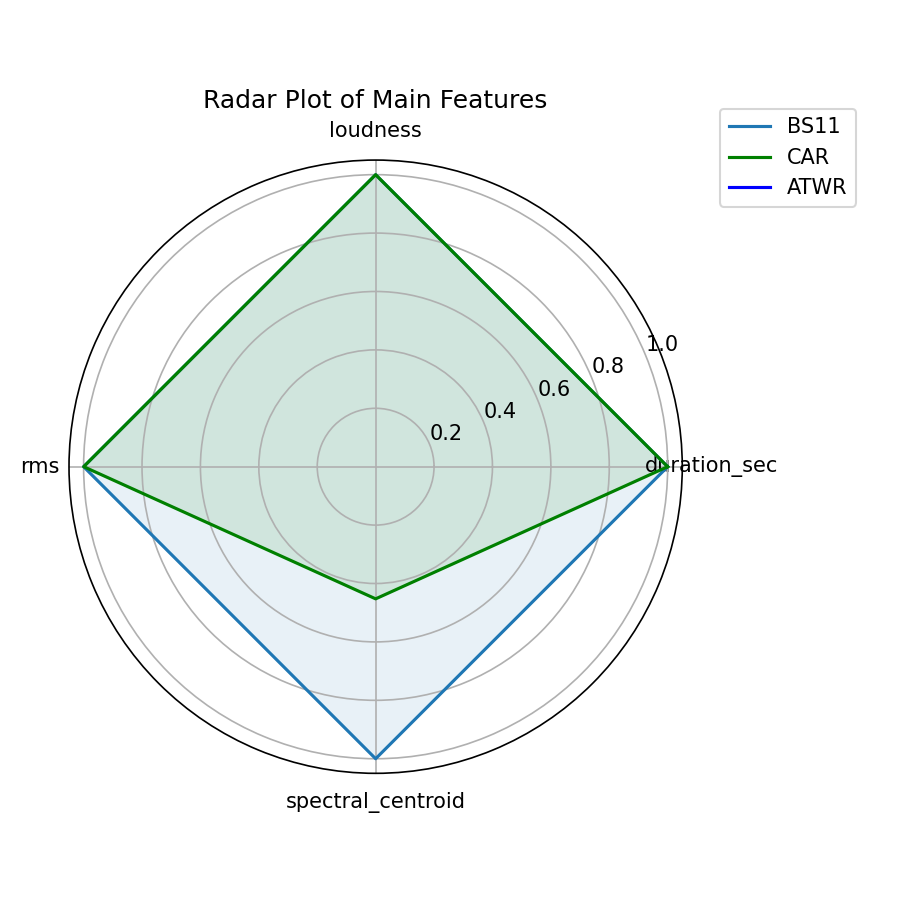 Radar Plot of Main Features
loudness
BS11
CAR
ATWR
1.0
0.8
0.6
0.4
0.2
rms
duration_sec
spectral_centroid